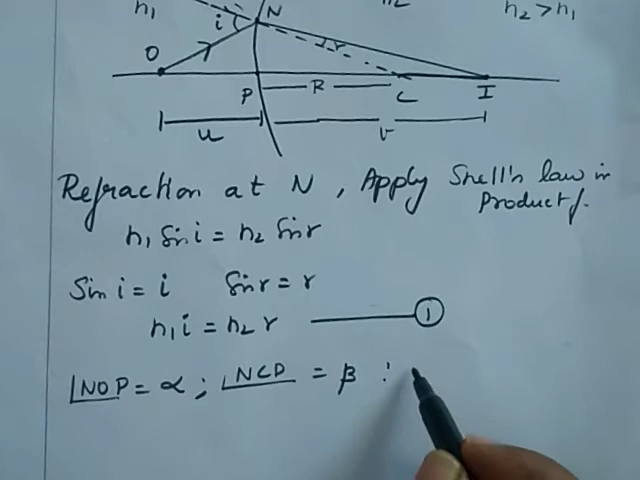 n₁ i N n₂ n₂ > n₁
r
O P R C I
u v
Refraction at N , Apply Snell's law in
Product f.
n₁ Sin i = n₂ Sin r
Sin i = i Sin r = r
n₁ i = n₂ r ——— ①
∠NOP = α ; ∠NCP = β :